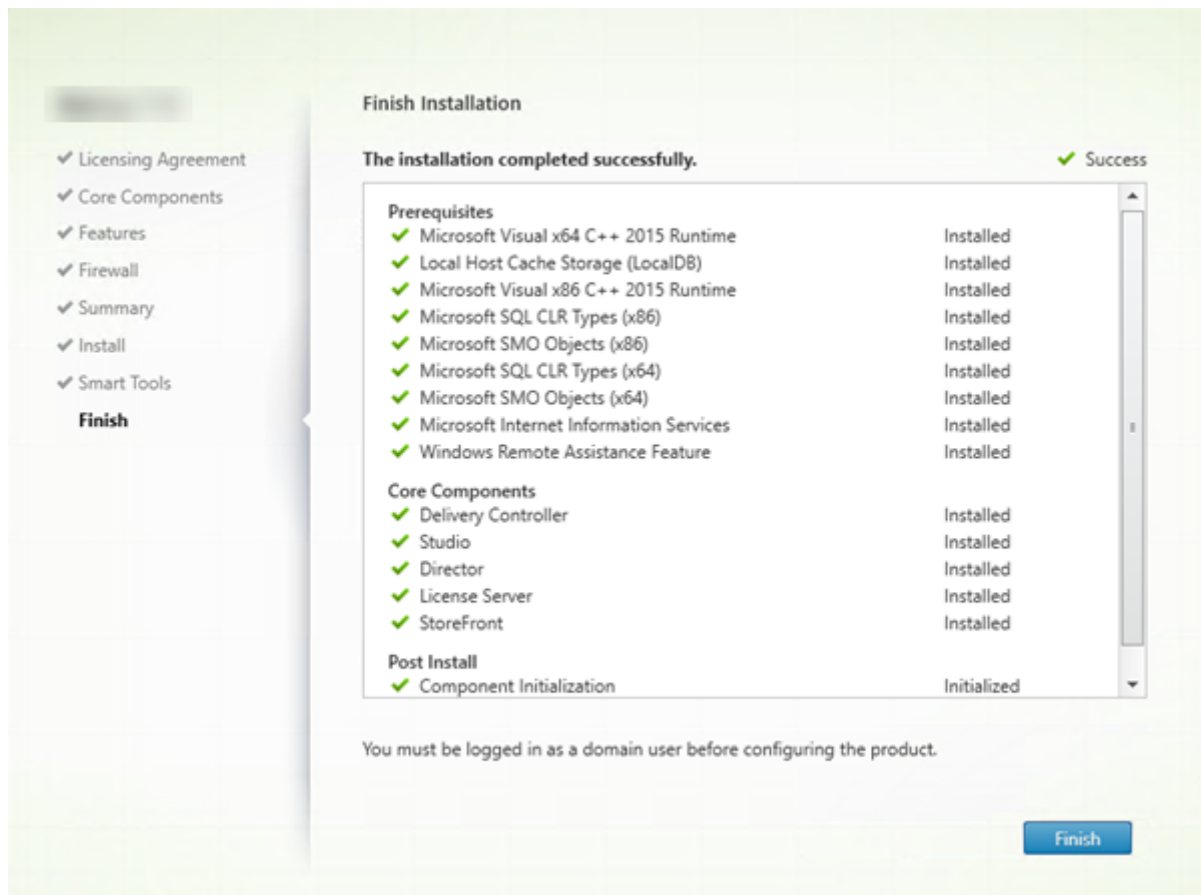 Finish Installation
Licensing Agreement
Core Components
Features
Firewall
Summary
Install
Smart Tools
Finish
The installation completed successfully. Success
Prerequisites
Microsoft Visual x64 C++ 2015 Runtime Installed
Local Host Cache Storage (LocalDB) Installed
Microsoft Visual x86 C++ 2015 Runtime Installed
Microsoft SQL CLR Types (x86) Installed
Microsoft SMO Objects (x86) Installed
Microsoft SQL CLR Types (x64) Installed
Microsoft SMO Objects (x64) Installed
Microsoft Internet Information Services Installed
Windows Remote Assistance Feature Installed
Core Components
Delivery Controller Installed
Studio Installed
Director Installed
License Server Installed
StoreFront Installed
Post Install
Component Initialization Initialized
You must be logged in as a domain user before configuring the product.
Finish